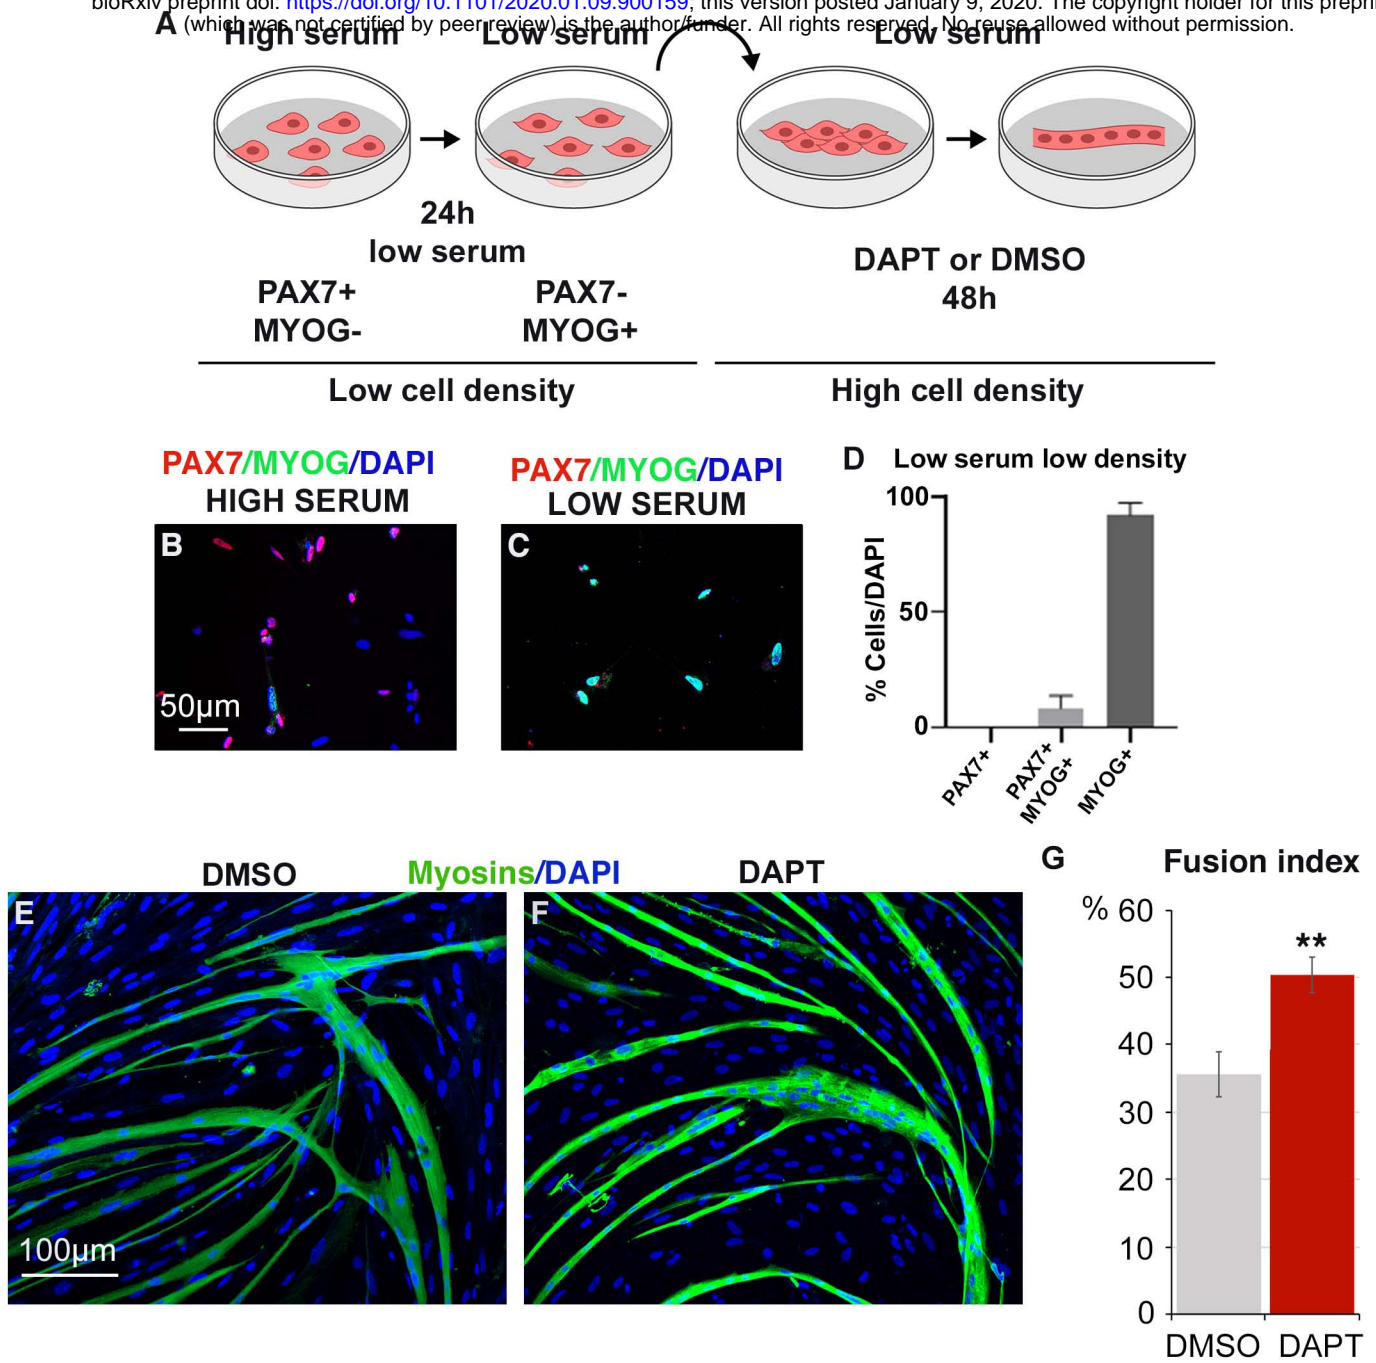 bioRxiv preprint doi: https://doi.org/10.1101/2020.01.09.900159; this version posted January 9, 2020. The copyright holder for this preprint
(which was not certified by peer review) is the author/funder. All rights reserved. No reuse allowed without permission.
A
High serum
Low serum
Low serum
24h
low serum
DAPT or DMSO
48h
PAX7+
MYOG-
PAX7-
MYOG+
Low cell density
High cell density
PAX7/MYOG/DAPI
HIGH SERUM
B
50µm
PAX7/MYOG/DAPI
LOW SERUM
C
D
Low serum low density
% Cells/DAPI
100
50
0
PAX7+
PAX7+
MYOG+
MYOG+
DMSO
Myosins/DAPI
DAPT
E
100µm
F
G
Fusion index
%
60
50
40
30
20
10
0
**
DMSO
DAPT